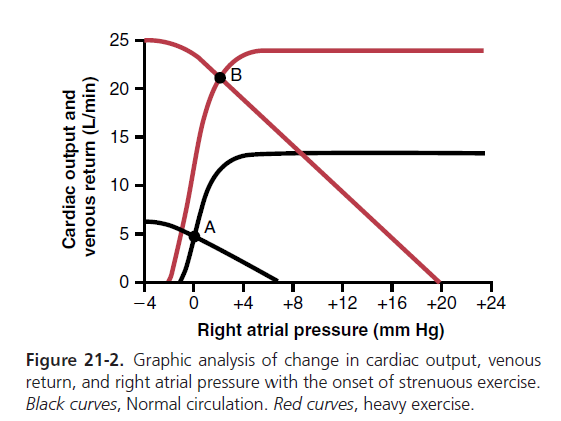 25
20
15
10
5
0
Cardiac output and
venous return (L/min)
B
A
−4 0 +4 +8 +12 +16 +20 +24
Right atrial pressure (mm Hg)
Figure 21-2. Graphic analysis of change in cardiac output, venous
return, and right atrial pressure with the onset of strenuous exercise.
Black curves, Normal circulation. Red curves, heavy exercise.